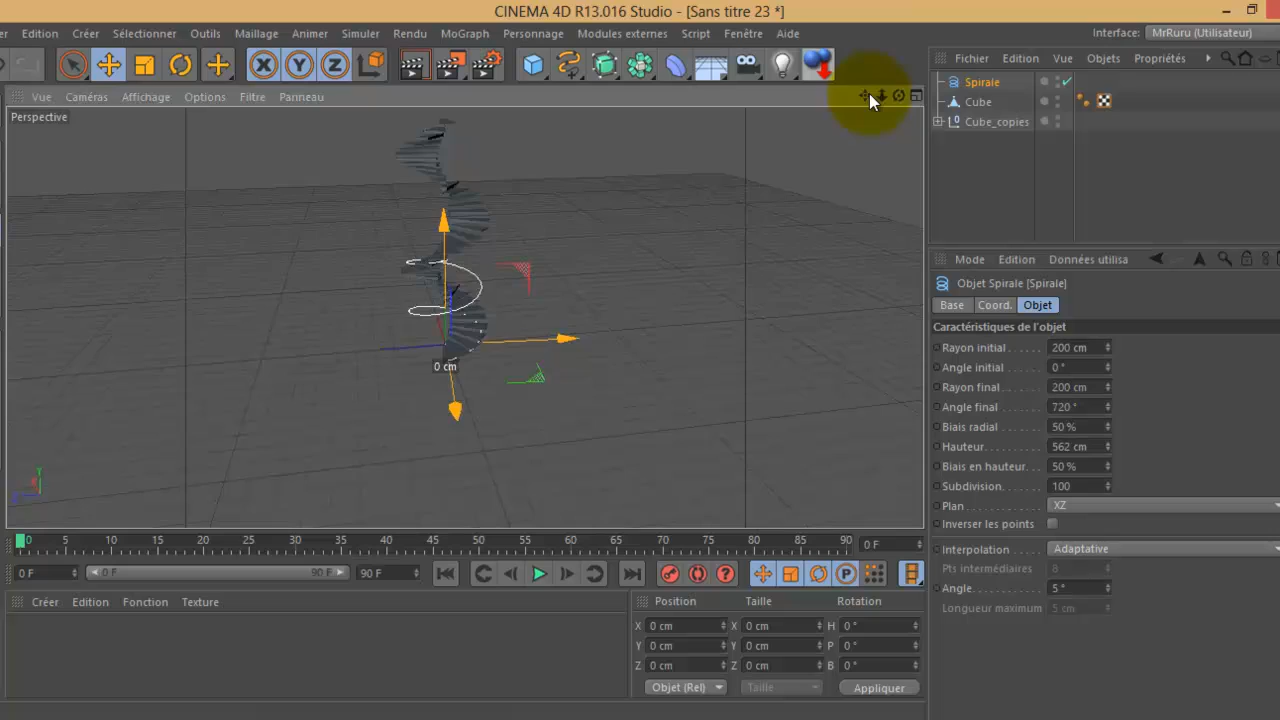 CINEMA 4D R13.016 Studio - [Sans titre 23 *]
er Edition Créer Sélectionner Outils Maillage Animer Simuler Rendu MoGraph Personnage Modules externes Script Fenêtre Aide
Interface: MrRuru (Utilisateur)
Fichier Edition Vue Objets Propriétés
Spirale
Cube
Cube_copies
Vue Caméras Affichage Options Filtre Panneau
Perspective
0 cm
Mode Edition Données utilisa
Objet Spirale [Spirale]
Base Coord. Objet
Caractéristiques de l'objet
Rayon initial 200 cm
Angle initial 0 °
Rayon final 200 cm
Angle final 720 °
Biais radial 50 %
Hauteur 562 cm
Biais en hauteur 50 %
Subdivision 100
Plan XZ
Inverser les points
Interpolation Adaptative
Pts intermédiaires 8
Angle 5 °
Longueur maximum 5 cm
0 5 10 15 20 25 30 35 40 45 50 55 60 65 70 75 80 85 90
0 F
0 F 0 F 90 F 90 F
Créer Edition Fonction Texture
Position Taille Rotation
X 0 cm X 0 cm H 0 °
Y 0 cm Y 0 cm P 0 °
Z 0 cm Z 0 cm B 0 °
Objet (Rel) Taille Appliquer